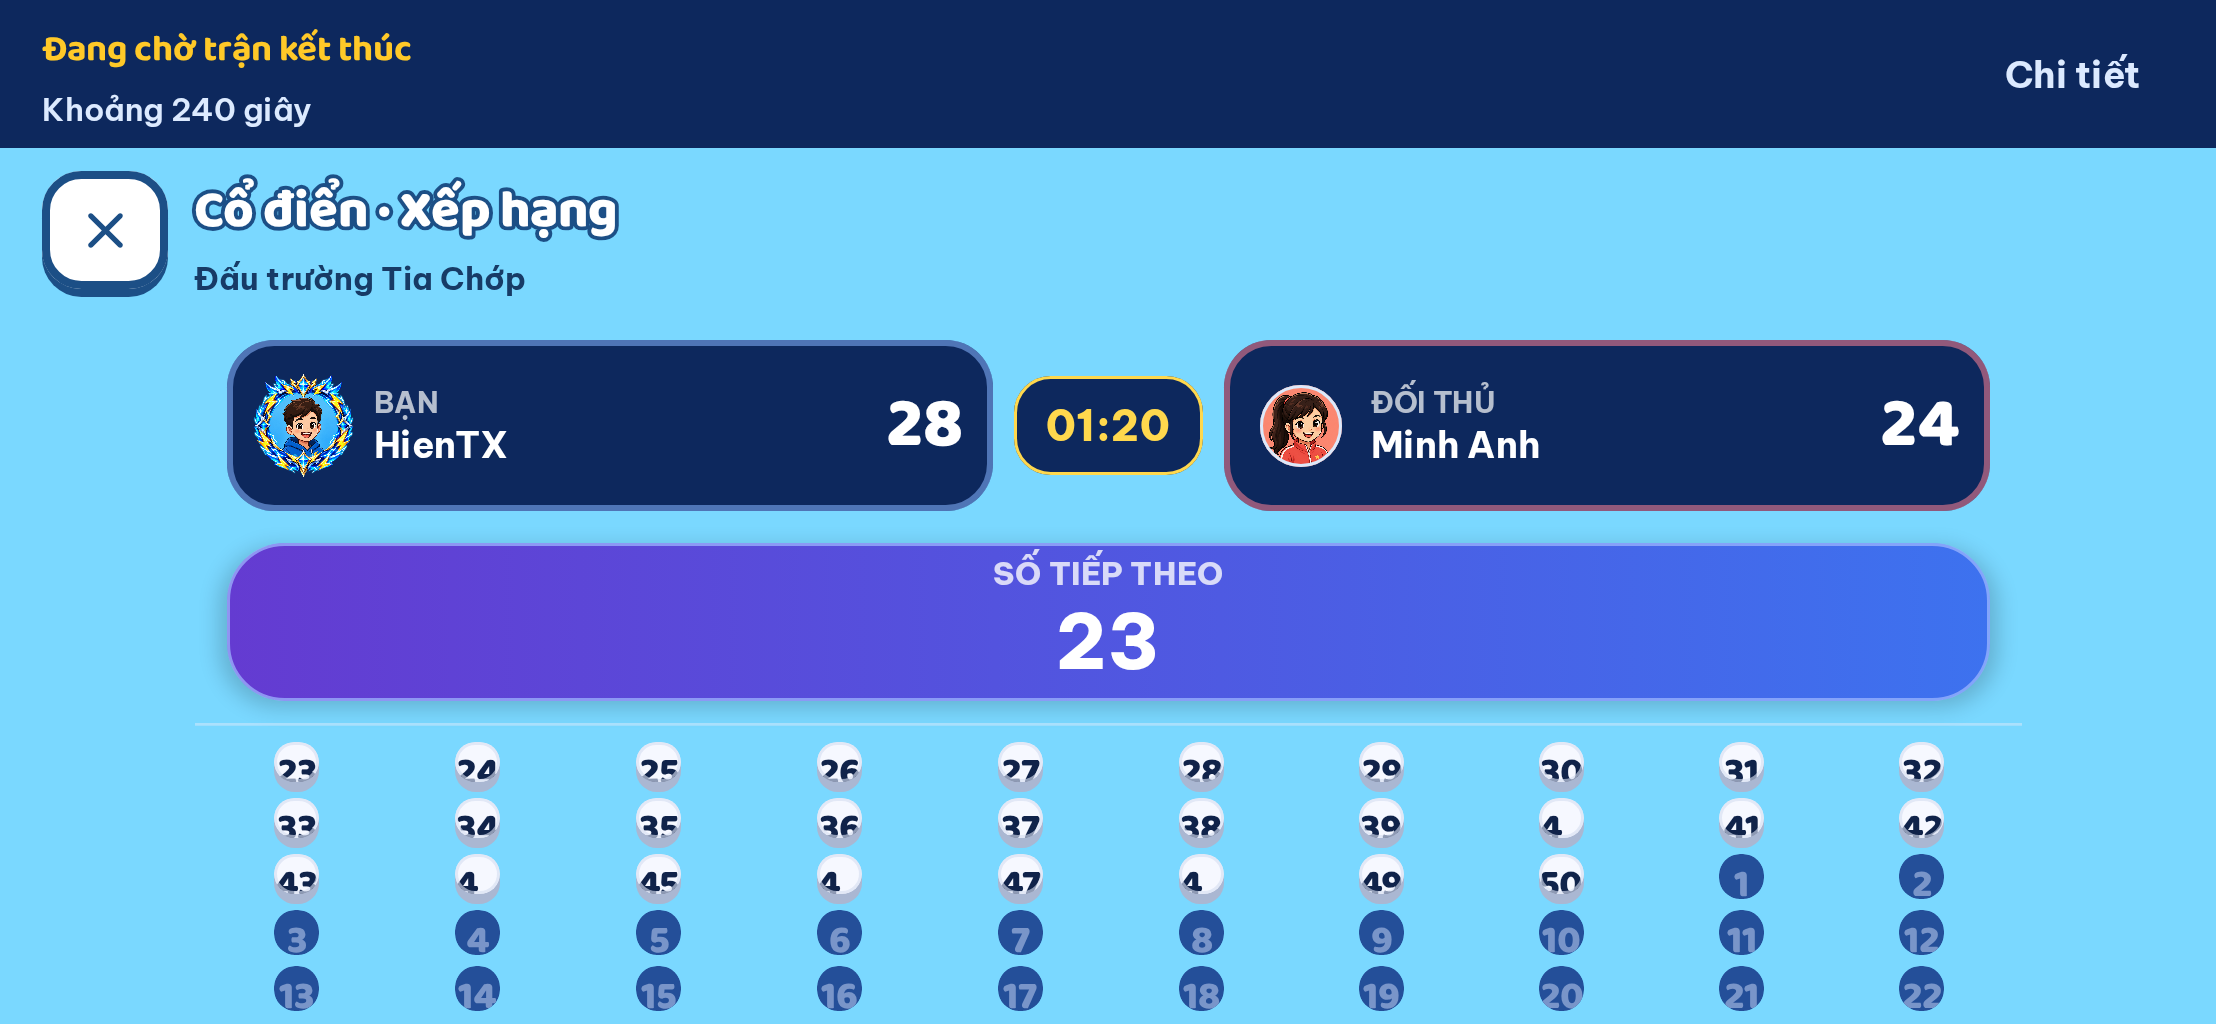 Đang chờ trận kết thúc
Khoảng 240 giây
Chi tiết
Cổ điển • Xếp hạng
Đấu trường Tia Chớp
BẠN
HienTX
28
01:20
ĐỐI THỦ
Minh Anh
24
SỐ TIẾP THEO
23
23 24 25 26 27 28 29 30 31 32
33 34 35 36 37 38 39 4 41 42
43 4 45 4 47 4 49 50 1 2
3 4 5 6 7 8 9 10 11 12
13 14 15 16 17 18 19 20 21 22